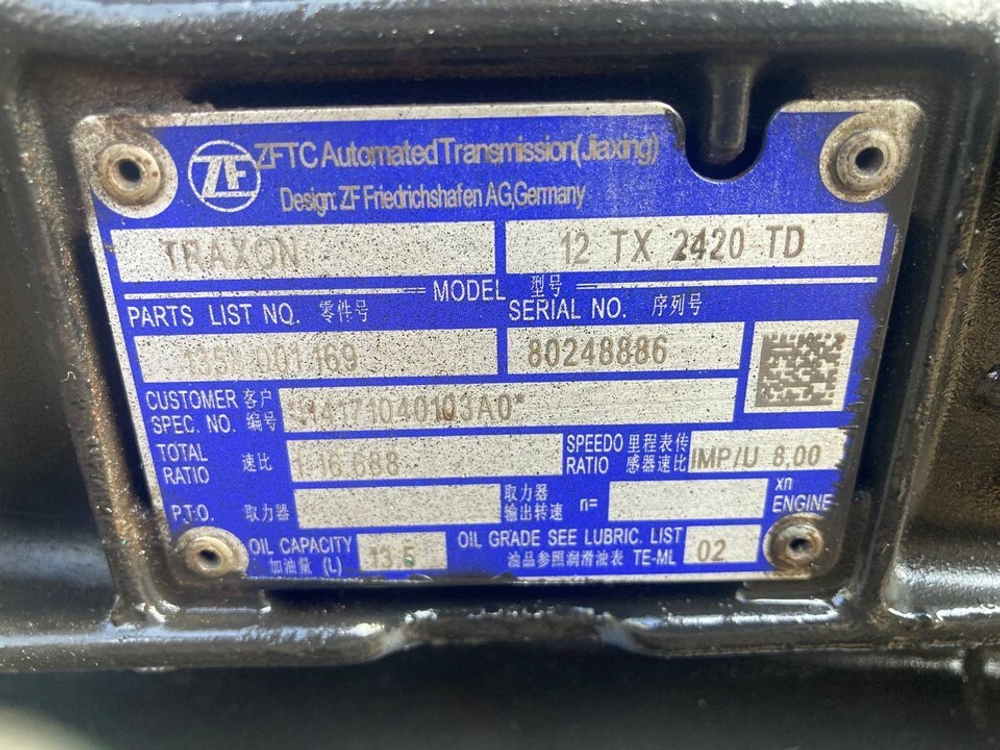 ZF ZFTC Automated Transmission(Jiaxing)
Design: ZF Friedrichshafen AG,Germany
TRAXON 12 TX 2420 TD
MODEL 型号
PARTS LIST NO. 零件号 SERIAL NO. 序列号
001 169 80248886
CUSTOMER 客户
SPEC. NO. 编号
TOTAL RATIO 速比 SPEEDO 里程表传
RATIO 感器速比 IMP/U 8,00
P.T.O. 取力器 取力器
输出转速 n= xn
ENGINE
OIL CAPACITY 13.5 OIL GRADE SEE LUBRIC. LIST 02
加油量 (L) 油品参照润滑油表 TE-ML